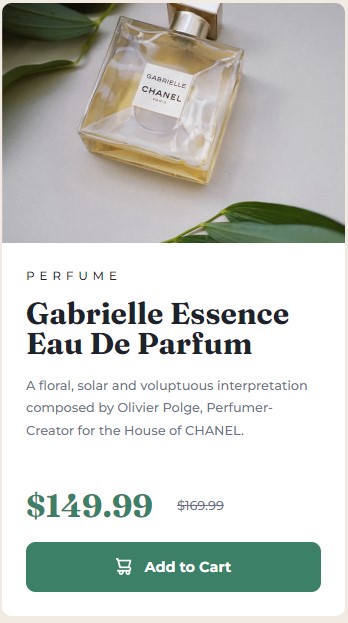 GABRIELLE
CHANEL
PARIS
PERFUME
Gabrielle Essence
Eau De Parfum
A floral, solar and voluptuous interpretation
composed by Olivier Polge, Perfumer-
Creator for the House of CHANEL.
$149.99 $169.99
Add to Cart